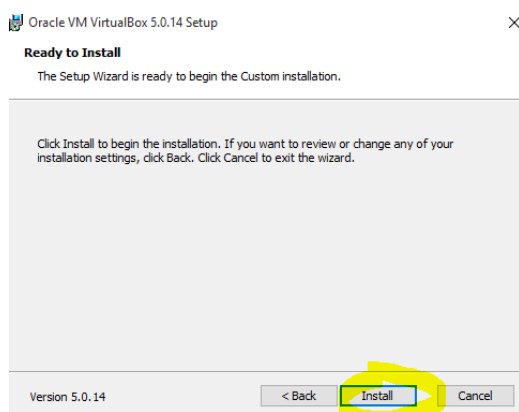 Oracle VM VirtualBox 5.0.14 Setup
Ready to Install
The Setup Wizard is ready to begin the Custom installation.
Click Install to begin the installation. If you want to review or change any of your
installation settings, click Back. Click Cancel to exit the wizard.
Version 5.0.14
< Back
Install
Cancel